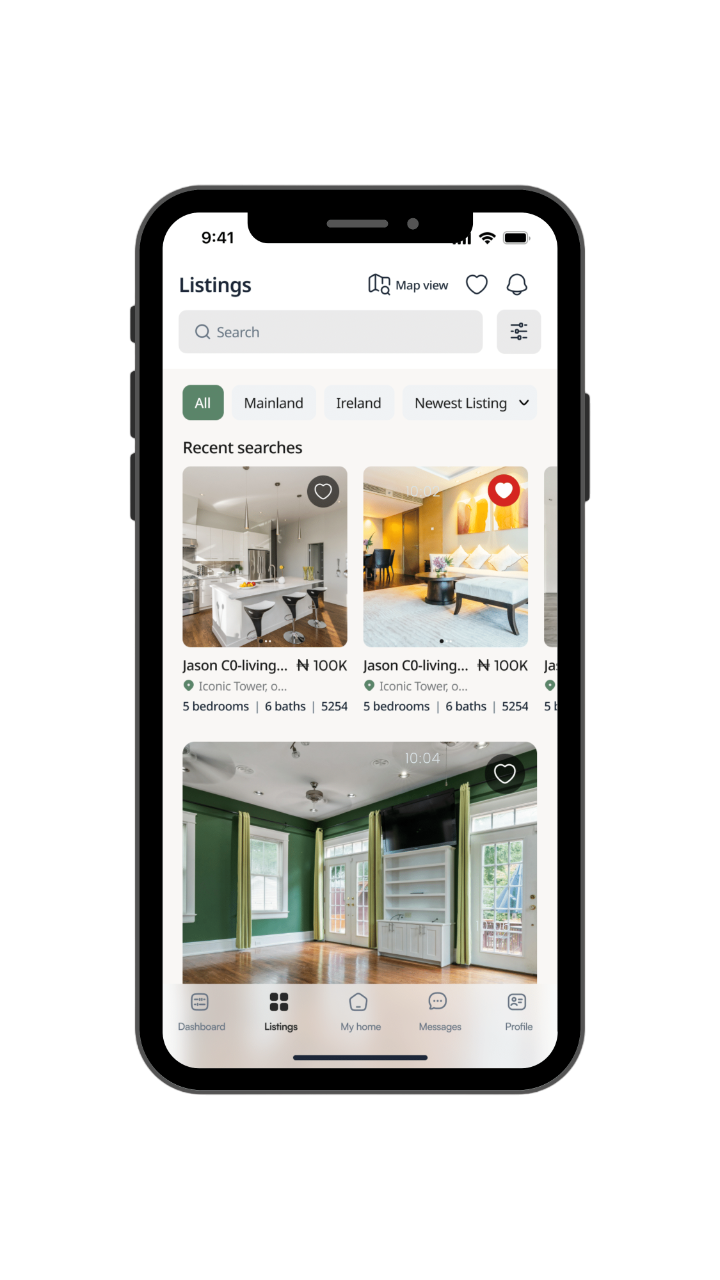 9:41
Listings
Map view
Search
All Mainland Ireland Newest Listing
Recent searches
10:02
Jason C0-living... ₦ 100K Jason C0-living... ₦ 100K Ja
Iconic Tower, o... Iconic Tower, o...
5 bedrooms | 6 baths | 5254 5 bedrooms | 6 baths | 5254 5 b
10:04
Dashboard Listings My home Messages Profile